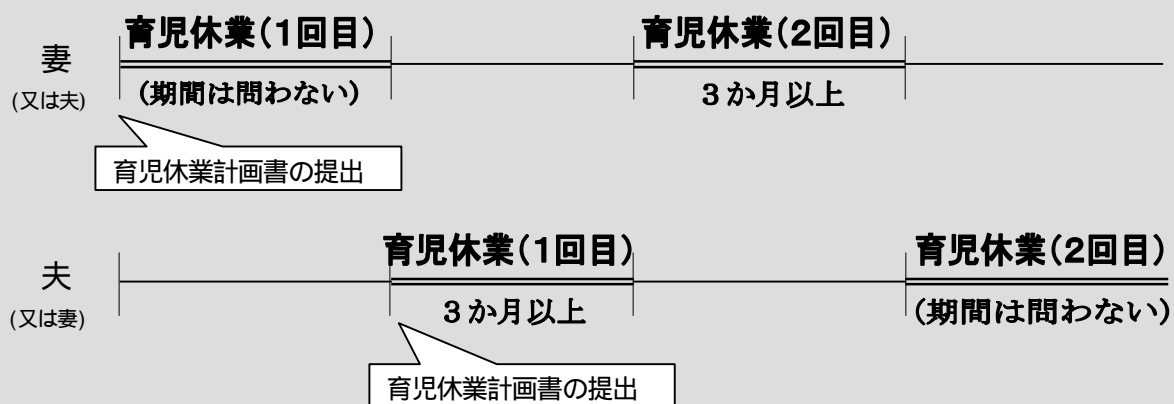 育児休業(1回目)
育児休業(2回目)
妻
(又は夫)
(期間は問わない)
3か月以上
育児休業計画書の提出
育児休業(1回目)
育児休業(2回目)
夫
(又は妻)
3か月以上
(期間は問わない)
育児休業計画書の提出